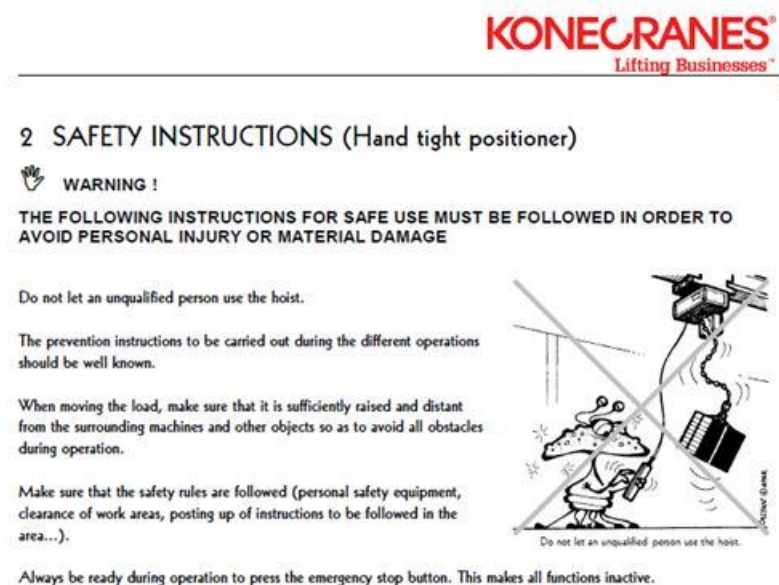 KONECRANES®
Lifting Businesses™
2 SAFETY INSTRUCTIONS (Hand tight positioner)
WARNING !
THE FOLLOWING INSTRUCTIONS FOR SAFE USE MUST BE FOLLOWED IN ORDER TO
AVOID PERSONAL INJURY OR MATERIAL DAMAGE
Do not let an unqualified person use the hoist.
The prevention instructions to be carried out during the different operations
should be well known.
When moving the load, make sure that it is sufficiently raised and distant
from the surrounding machines and other objects so as to avoid all obstacles
during operation.
Make sure that the safety rules are followed (personal safety equipment,
clearance of work areas, posting up of instructions to be followed in the
area...).
Do not let an unqualified person use the hoist.
Always be ready during operation to press the emergency stop button. This makes all functions inactive.